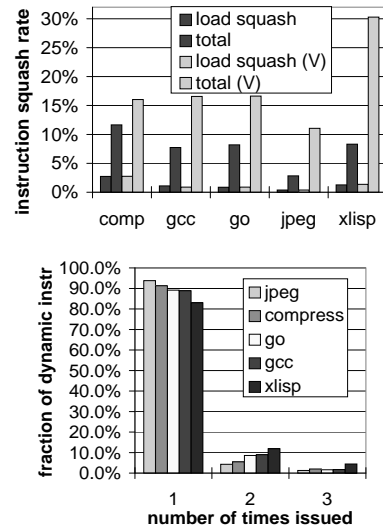 instruction squash rate
30%
25%
20%
15%
10%
5%
0%
load squash
total
load squash (V)
total (V)
comp gcc go jpeg xlisp
fraction of dynamic instr
100.0%
90.0%
80.0%
70.0%
60.0%
50.0%
40.0%
30.0%
20.0%
10.0%
0.0%
jpeg
compress
go
gcc
xlisp
1 2 3
number of times issued